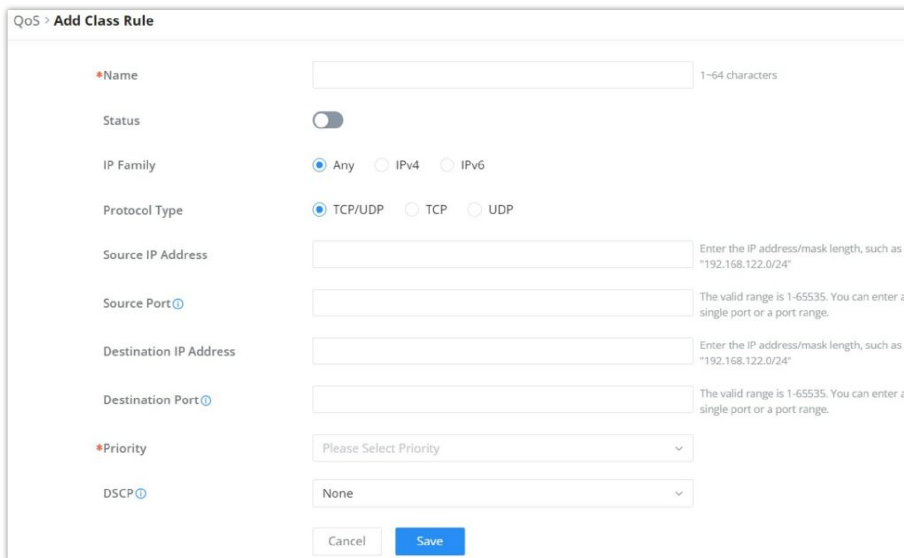 QoS > Add Class Rule
*Name
1~64 characters
Status
IP Family
Any IPv4 IPv6
Protocol Type
TCP/UDP TCP UDP
Source IP Address
Enter the IP address/mask length, such as
"192.168.122.0/24"
Source Port
The valid range is 1-65535. You can enter a
single port or a port range.
Destination IP Address
Enter the IP address/mask length, such as
"192.168.122.0/24"
Destination Port
The valid range is 1-65535. You can enter a
single port or a port range.
*Priority
Please Select Priority
DSCP
None
Cancel Save